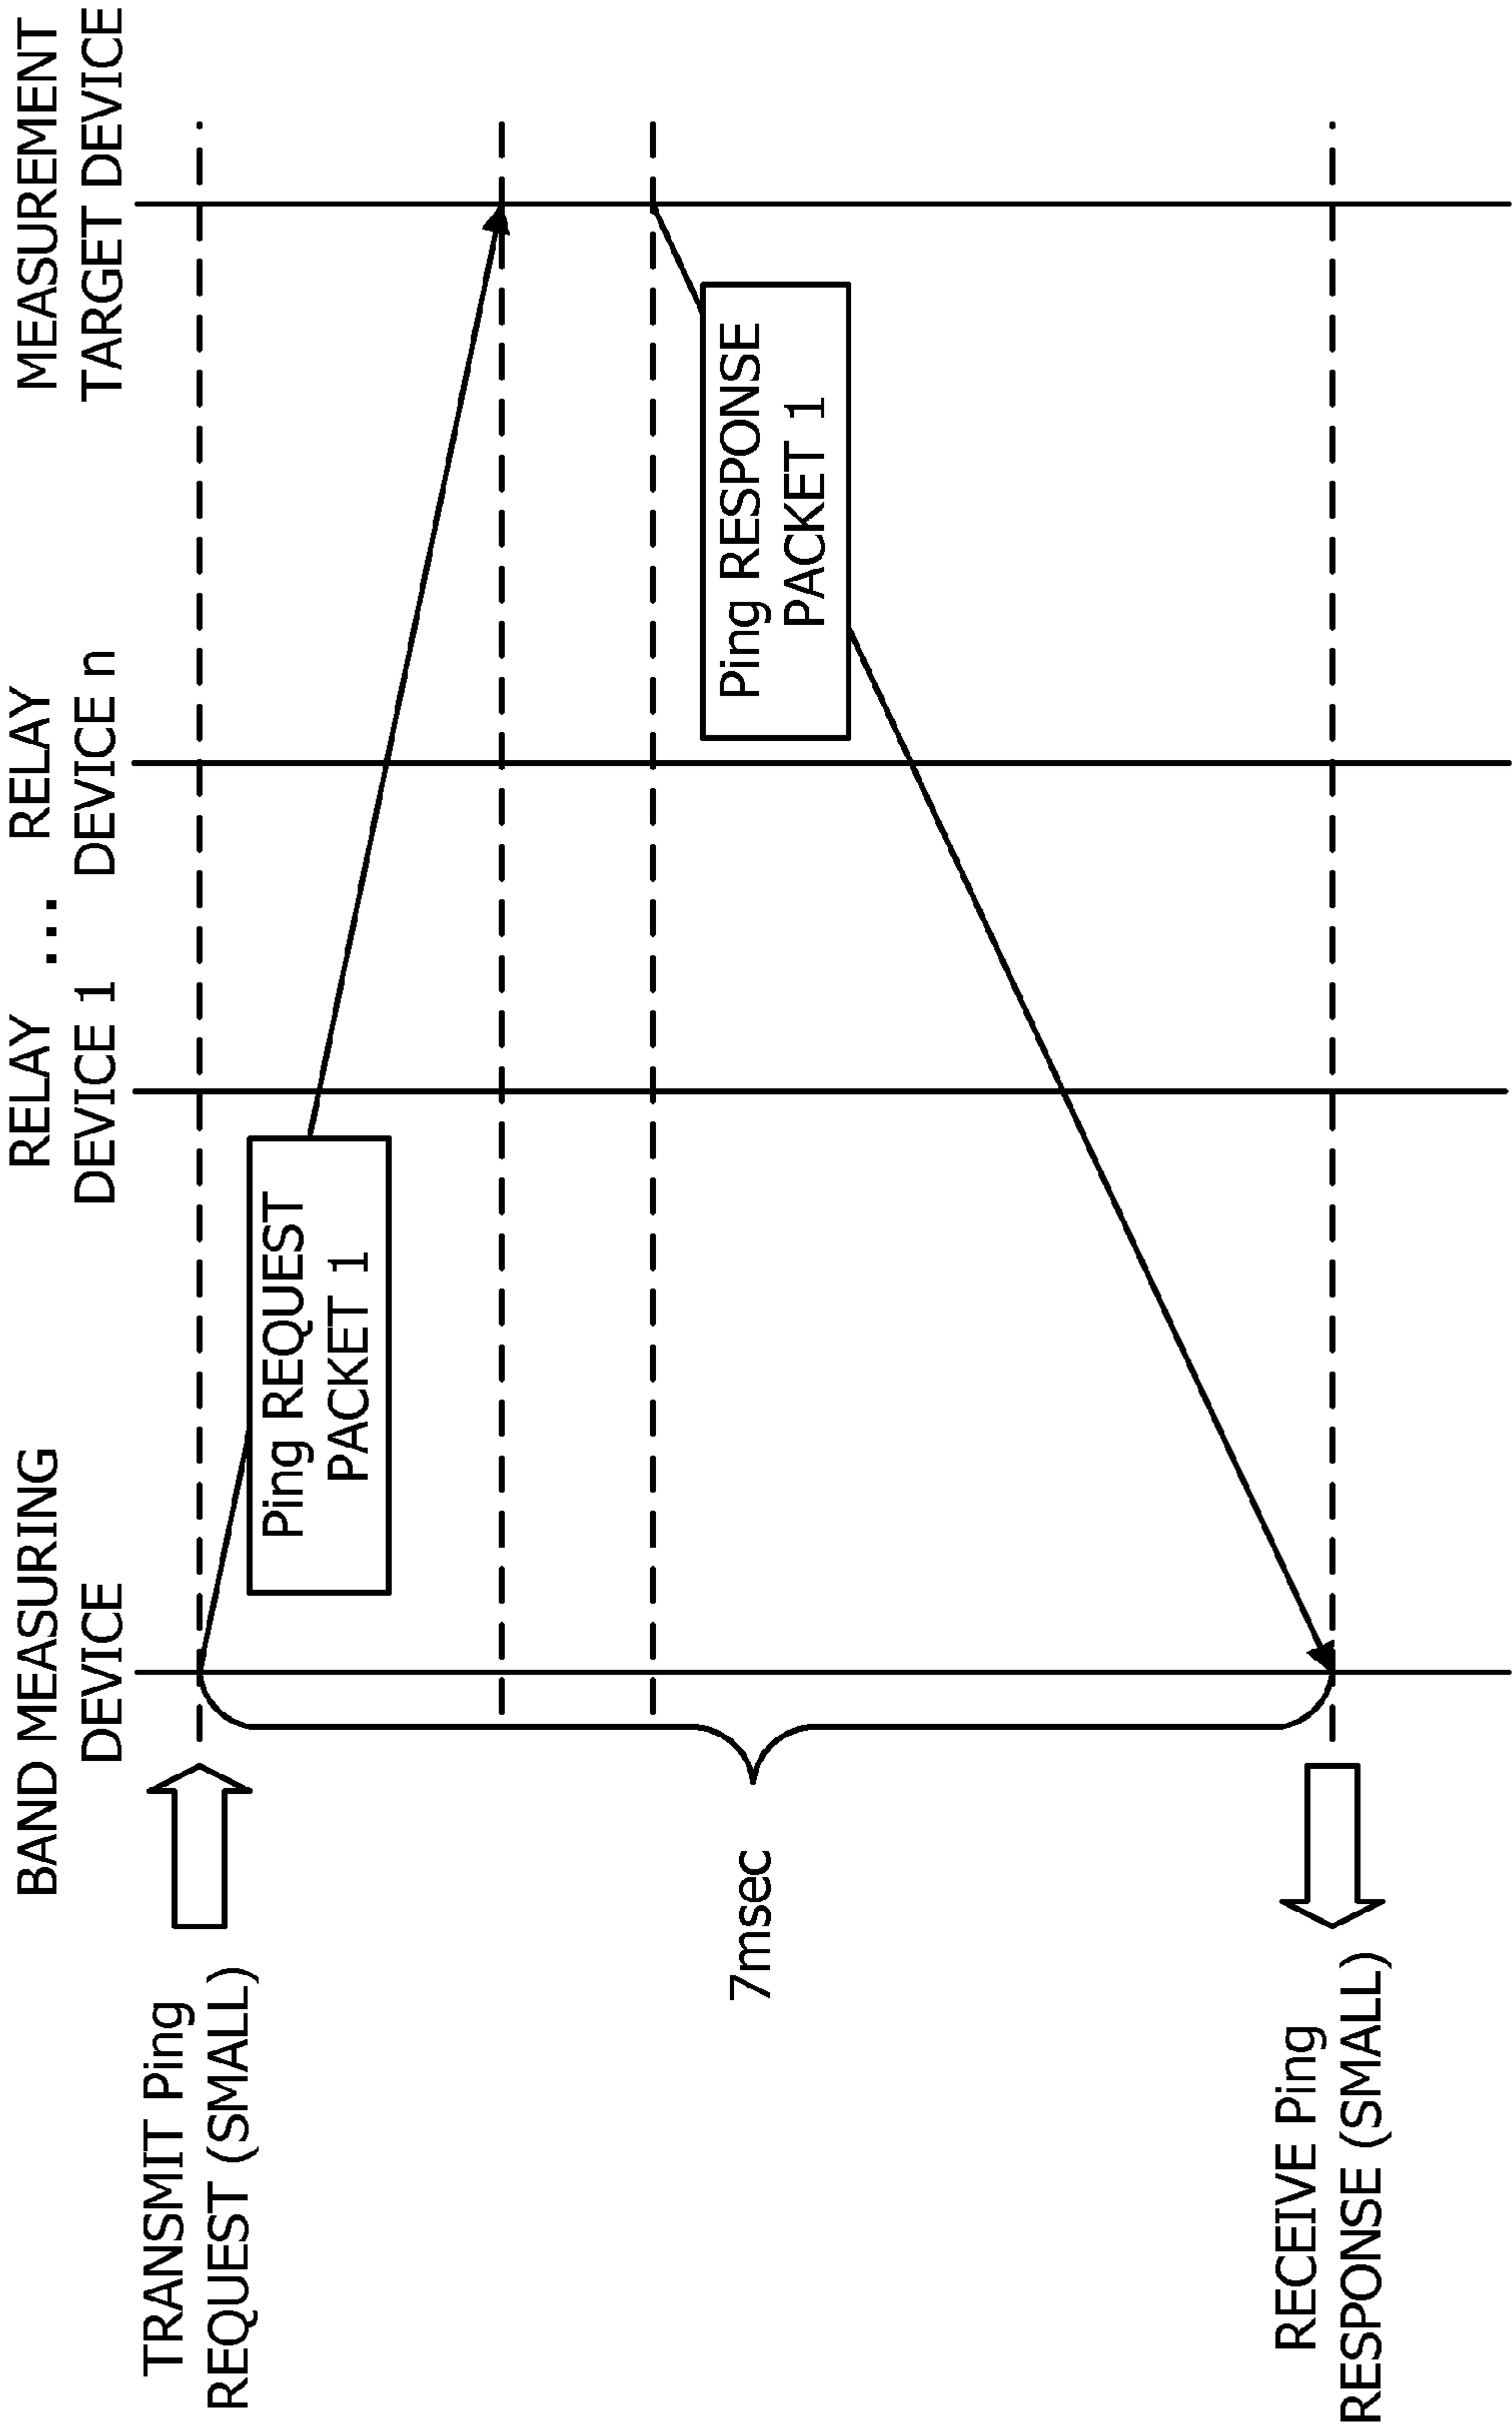 BAND MEASURING
DEVICE
RELAY
DEVICE 1
...
RELAY
DEVICE n
MEASUREMENT
TARGET DEVICE
TRANSMIT Ping
REQUEST (SMALL)
Ping REQUEST
PACKET 1
Ping RESPONSE
PACKET 1
7msec
RECEIVE Ping
RESPONSE (SMALL)